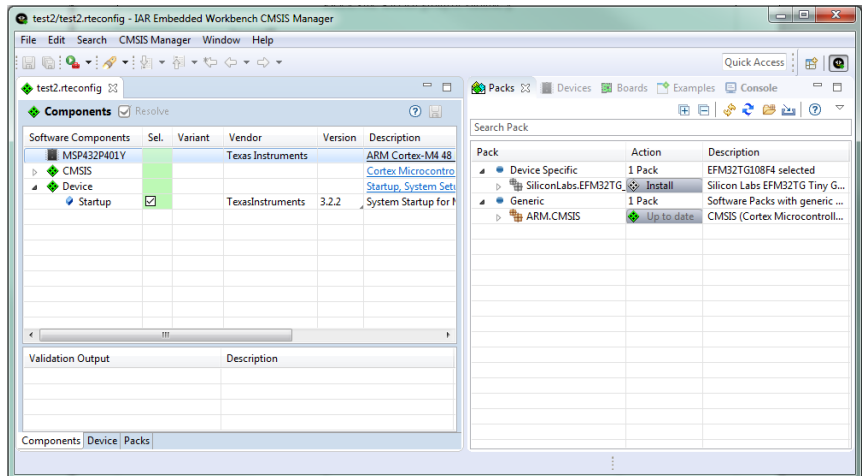 test2/test2.rteconfig - IAR Embedded Workbench CMSIS Manager
File Edit Search CMSIS Manager Window Help
Quick Access
test2.rteconfig
Components Resolve
Software Components Sel. Variant Vendor Version Description
MSP432P401Y Texas Instruments ARM Cortex-M4 48
CMSIS Cortex Microcontro
Device Startup, System Setu
Startup TexasInstruments 3.2.2 System Startup for M
Validation Output Description
Components Device Packs
Packs Devices Boards Examples Console
Search Pack
Pack Action Description
Device Specific 1 Pack EFM32TG108F4 selected
SiliconLabs.EFM32TG_ Install Silicon Labs EFM32TG Tiny G...
Generic 1 Pack Software Packs with generic ...
ARM.CMSIS Up to date CMSIS (Cortex Microcontroll...